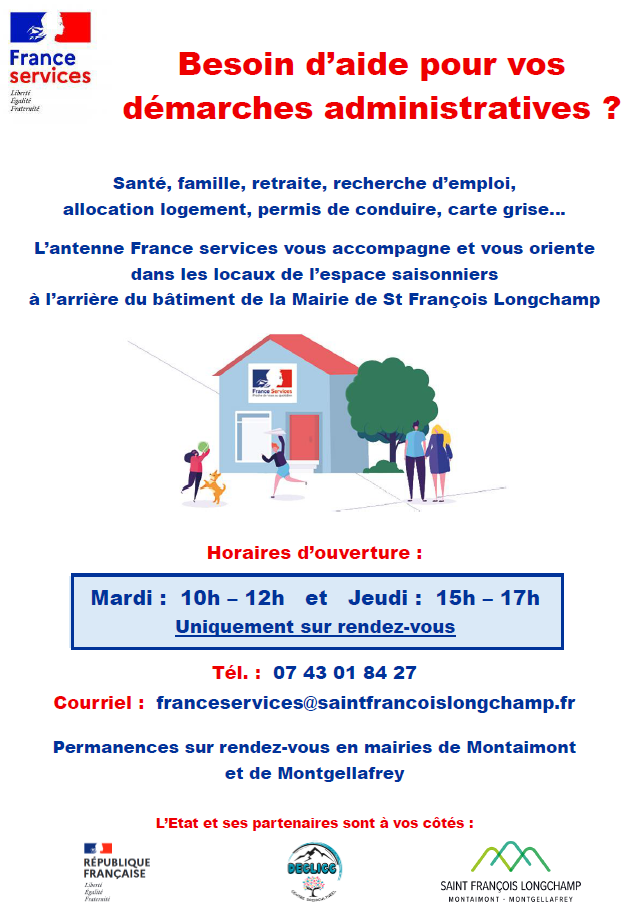 France
services
Liberté
Égalité
Fraternité
Besoin d’aide pour vos
démarches administratives ?
Santé, famille, retraite, recherche d’emploi,
allocation logement, permis de conduire, carte grise…
L’antenne France services vous accompagne et vous oriente
dans les locaux de l’espace saisonniers
à l’arrière du bâtiment de la Mairie de St François Longchamp
France Services
Horaires d’ouverture :
Mardi : 10h – 12h et Jeudi : 15h – 17h
Uniquement sur rendez-vous
Tél. : 07 43 01 84 27
Courriel : franceservices@saintfrancoislongchamp.fr
Permanences sur rendez-vous en mairies de Montaimont
et de Montgellafrey
L’Etat et ses partenaires sont à vos côtés :
RÉPUBLIQUE
FRANÇAISE
Liberté
Égalité
Fraternité
DECLICC
SAINT FRANÇOIS LONGCHAMP
MONTAIMONT - MONTGELLAFREY